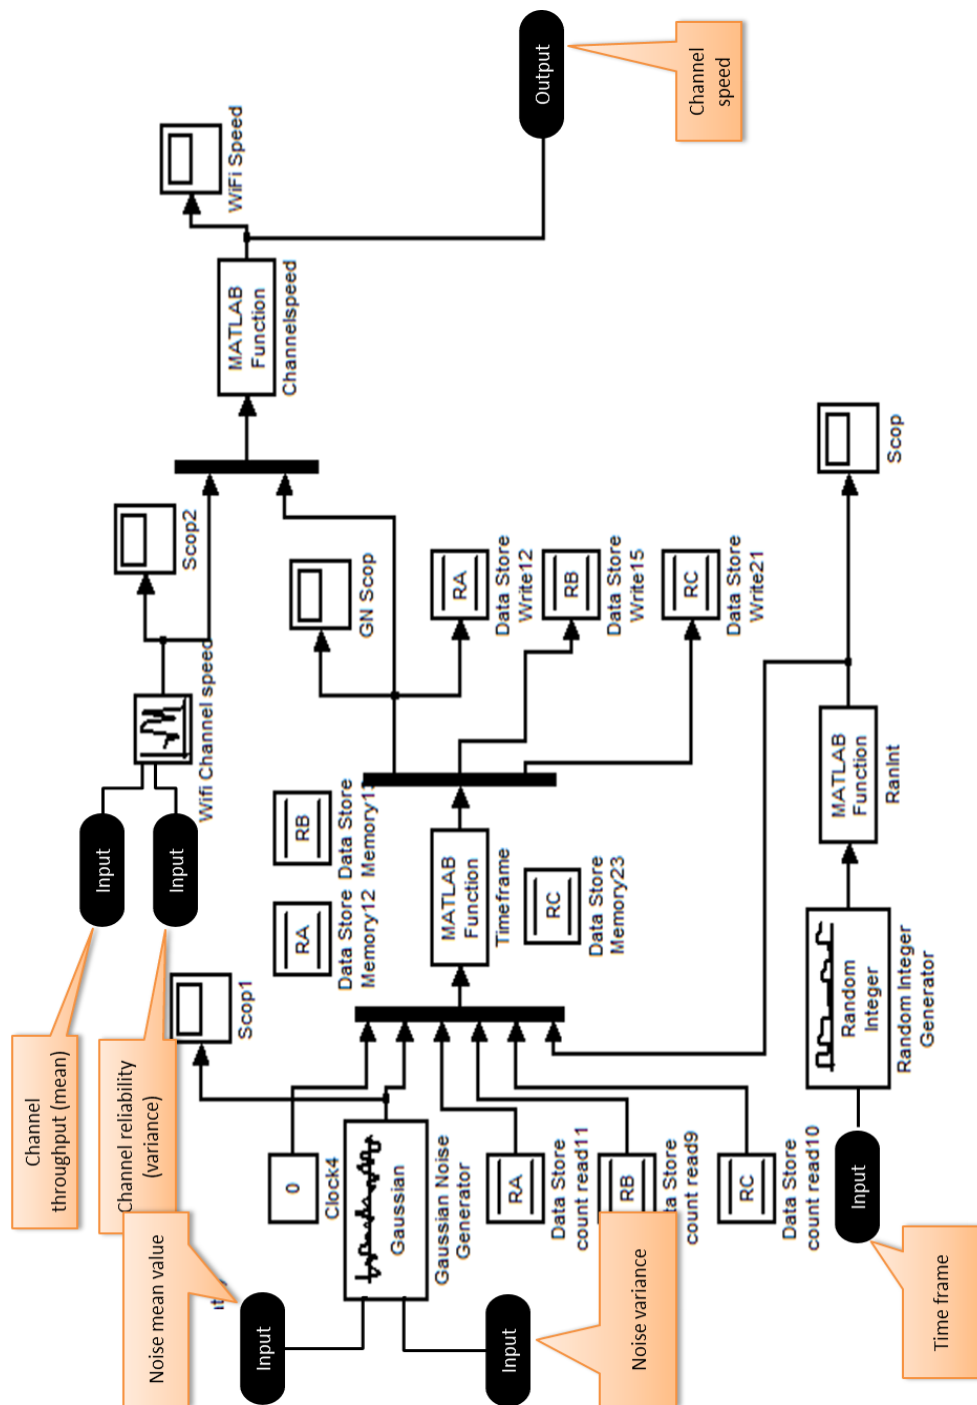 Channel
throughput (mean)
Input
Channel reliability
(variance)
Input
Wifi Channel speed
Scop2
Scop1
MATLAB
Function
Channelspeed
WiFi Speed
Output
Channel
speed
Noise mean value
Input
Noise variance
Input
Gaussian
Gaussian Noise
Generator
0
Clock4
RA
Data Store
count read11
RB
ta Store
count read9
RC
Data Store
count read10
RA
Data Store
Memory12
RB
Data Store
Memory1
MATLAB
Function
Timeframe
RC
Data Store
Memory23
GN Scop
RA
Data Store
Write12
RB
Data Store
Write15
RC
Data Store
Write21
Time frame
Input
Random
Integer
Random Integer
Generator
MATLAB
Function
RanInt
Scop